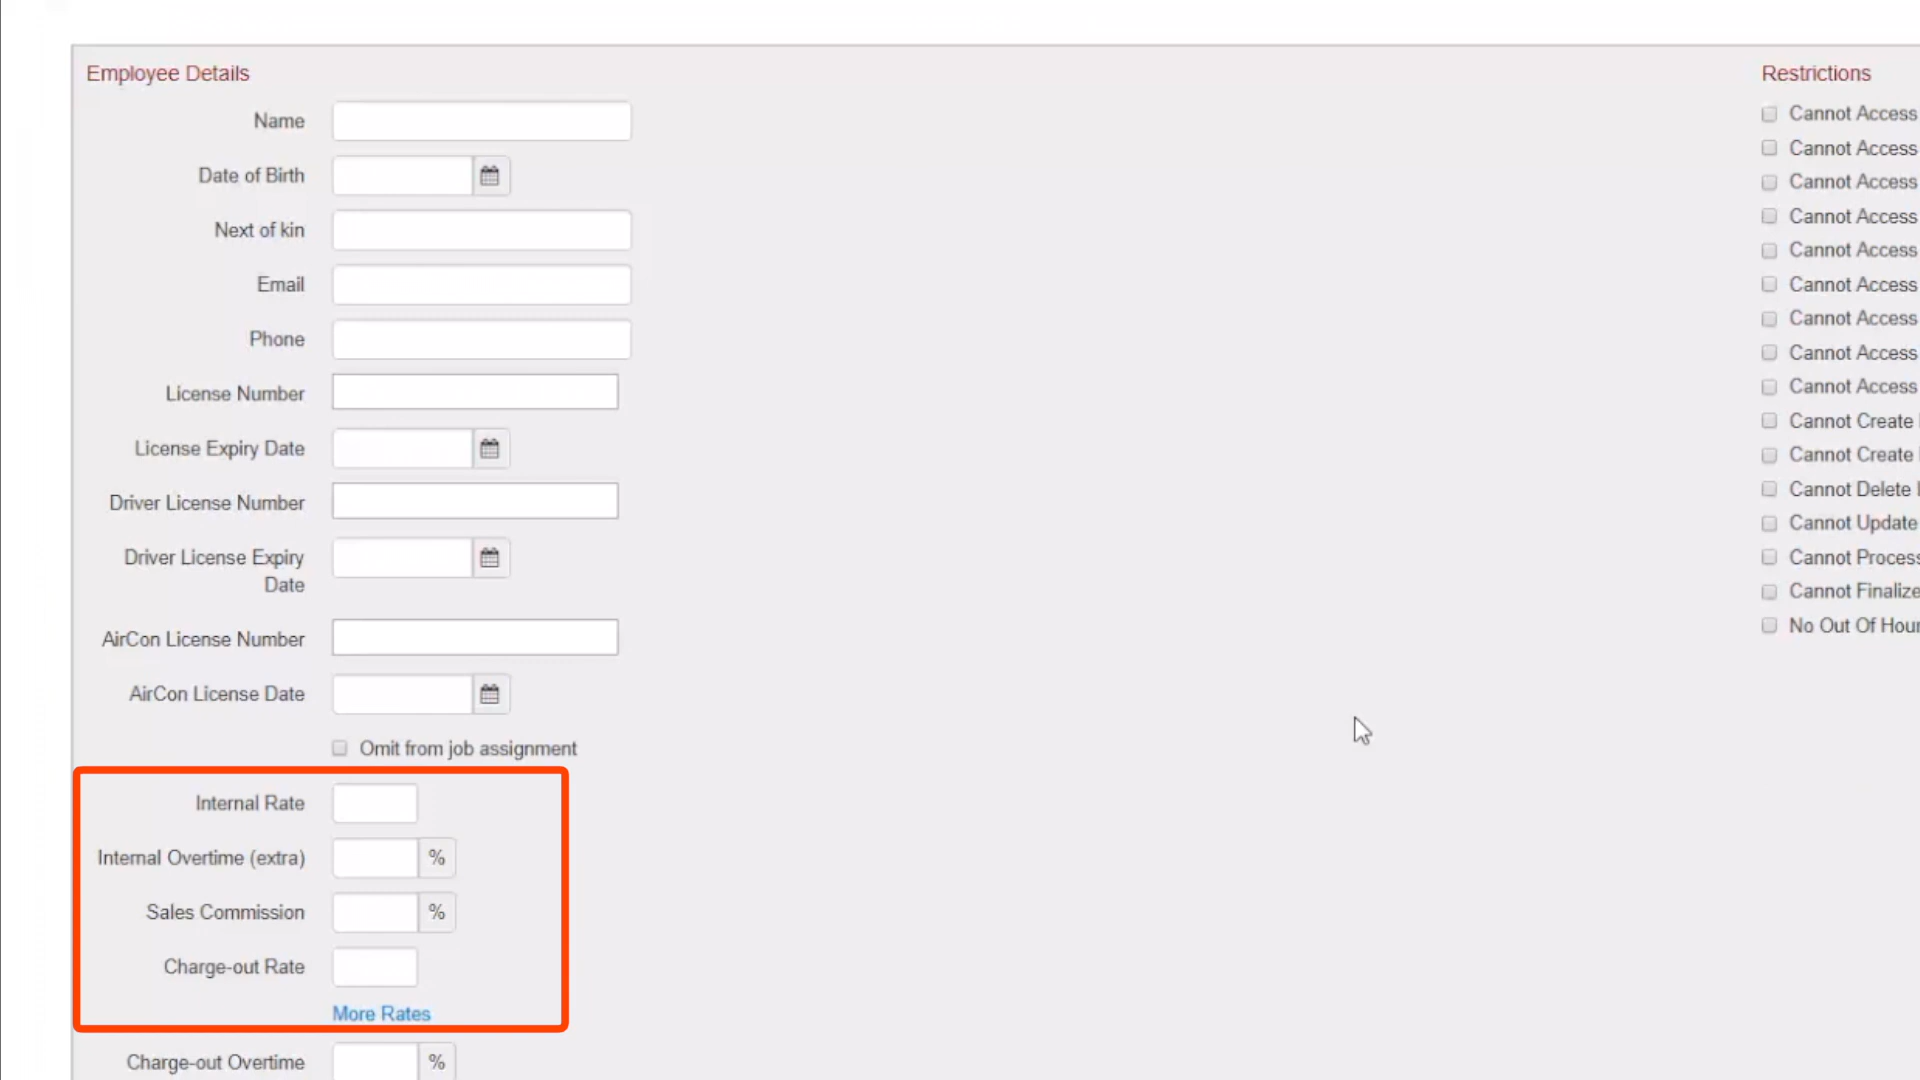 Employee Details
Name
Date of Birth
Next of kin
Email
Phone
License Number
License Expiry Date
Driver License Number
Driver License Expiry
Date
AirCon License Number
AirCon License Date
Omit from job assignment
Internal Rate
Internal Overtime (extra) %
Sales Commission %
Charge-out Rate
More Rates
Charge-out Overtime %
Restrictions
Cannot Access
Cannot Access
Cannot Access
Cannot Access
Cannot Access
Cannot Access
Cannot Access
Cannot Access
Cannot Access
Cannot Create
Cannot Create
Cannot Delete
Cannot Update
Cannot Process
Cannot Finalize
No Out Of Hour